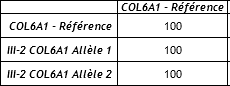 COL6A1 - Référence
COL6A1 - Référence 100
III-2 COL6A1 Allèle 1 100
III-2 COL6A1 Allèle 2 100